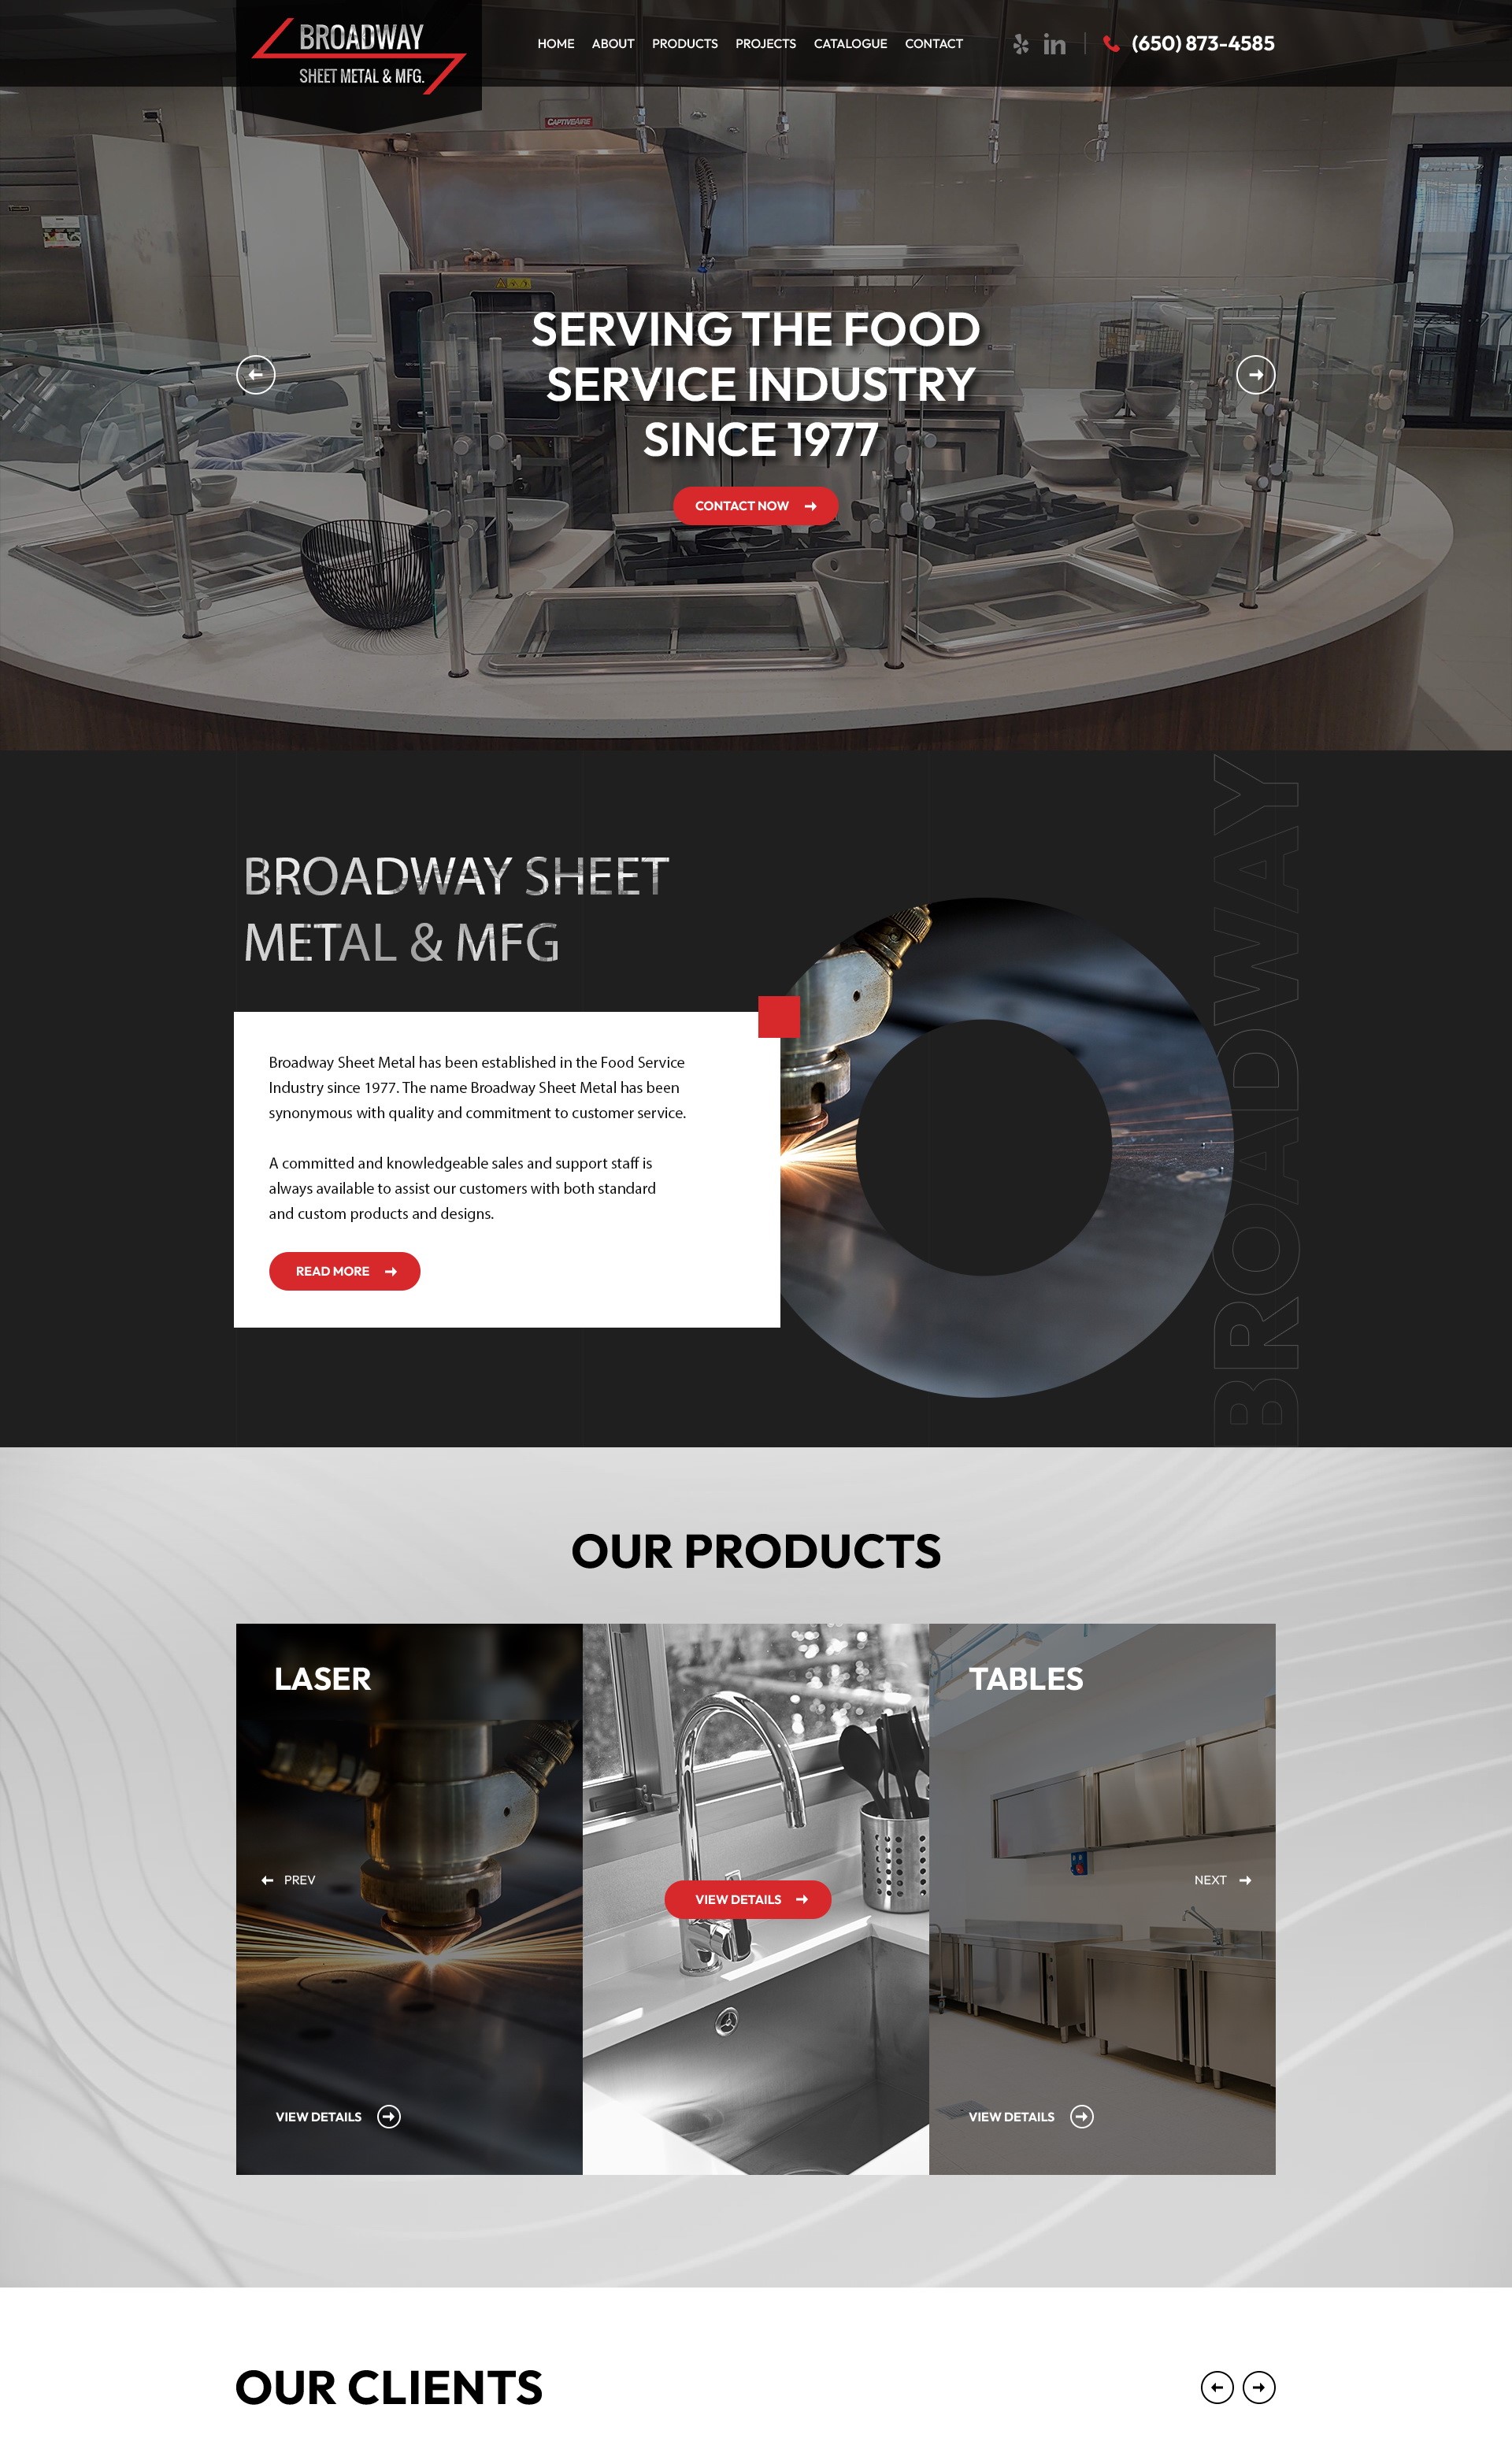 BROADWAY
SHEET METAL & MFG.
HOME ABOUT PRODUCTS PROJECTS CATALOGUE CONTACT
in
(650) 873-4585
CAPTIVEAIRE
SERVING THE FOOD
SERVICE INDUSTRY
SINCE 1977
CONTACT NOW
BROADWAY SHEET
METAL & MFG
BROADWAY
Broadway Sheet Metal has been established in the Food Service
Industry since 1977. The name Broadway Sheet Metal has been
synonymous with quality and commitment to customer service.
A committed and knowledgeable sales and support staff is
always available to assist our customers with both standard
and custom products and designs.
READ MORE
OUR PRODUCTS
LASER
TABLES
PREV
NEXT
VIEW DETAILS
VIEW DETAILS
VIEW DETAILS
OUR CLIENTS